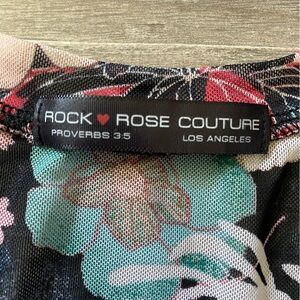 ROCK ♥ ROSE COUTURE
PROVERBS 3:5 LOS ANGELES